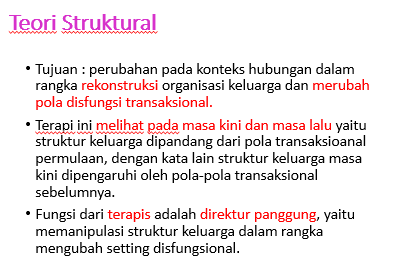 Teori Struktural
• Tujuan : perubahan pada konteks hubungan dalam
rangka rekonstruksi organisasi keluarga dan merubah
pola disfungsi transaksional.
• Terapi ini melihat pada masa kini dan masa lalu yaitu
struktur keluarga dipandang dari pola transaksioanal
permulaan, dengan kata lain struktur keluarga masa
kini dipengaruhi oleh pola-pola transaksional
sebelumnya.
• Fungsi dari terapis adalah direktur panggung, yaitu
memanipulasi struktur keluarga dalam rangka
mengubah setting disfungsional.